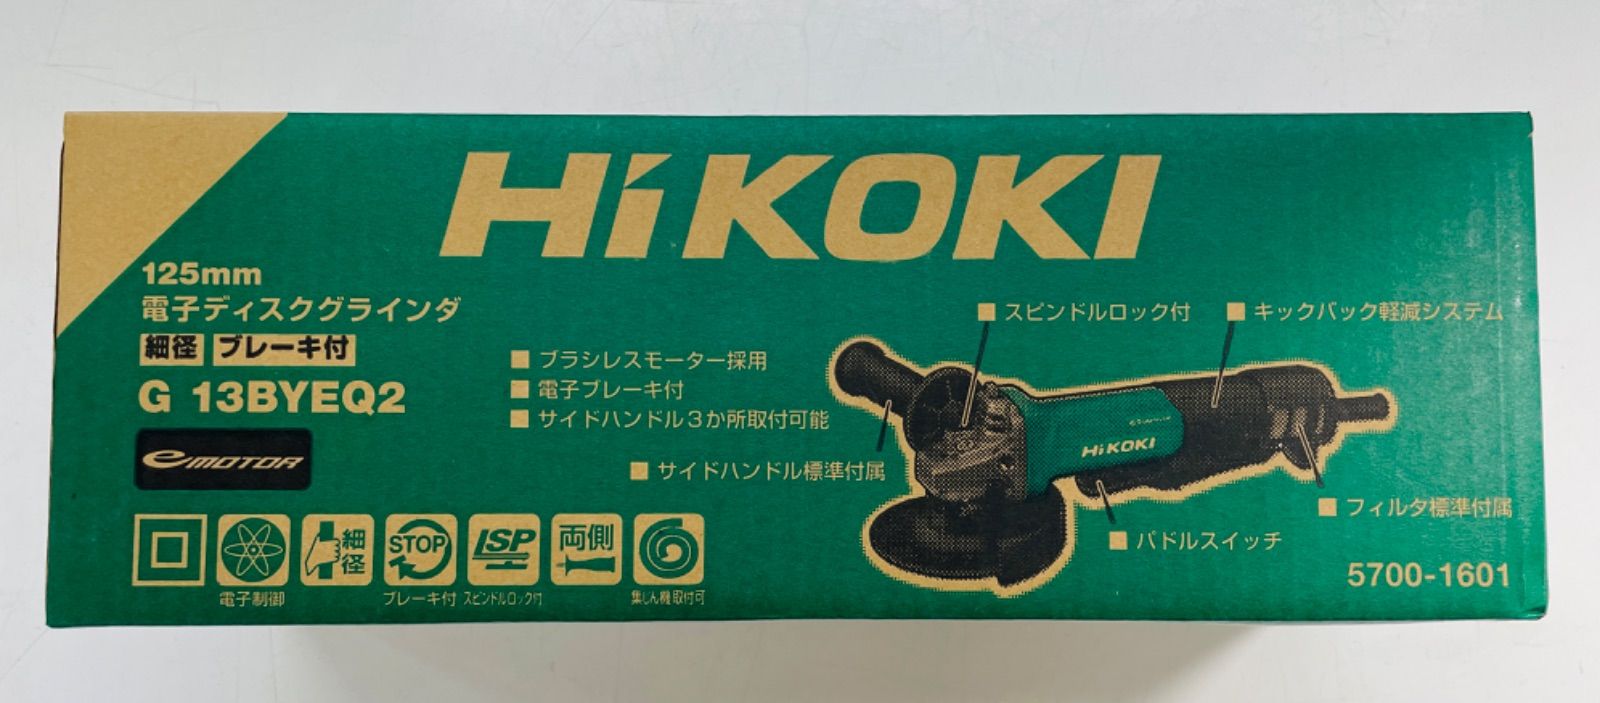 HiKOKI
125mm
電子ディスクグラインダ
細径 ブレーキ付
G 13BYEQ2
eMOTOR
■ ブラシレスモーター採用
■ 電子ブレーキ付
■ サイドハンドル3か所取付可能
■ サイドハンドル標準付属
■ スピンドルロック付
■ キックバック軽減システム
HiKOKI
■ フィルタ標準付属
■ パドルスイッチ
5700-1601
細径
STOP
ISP
両側
電子制御
ブレーキ付
スピンドルロック付
集じん機取付可